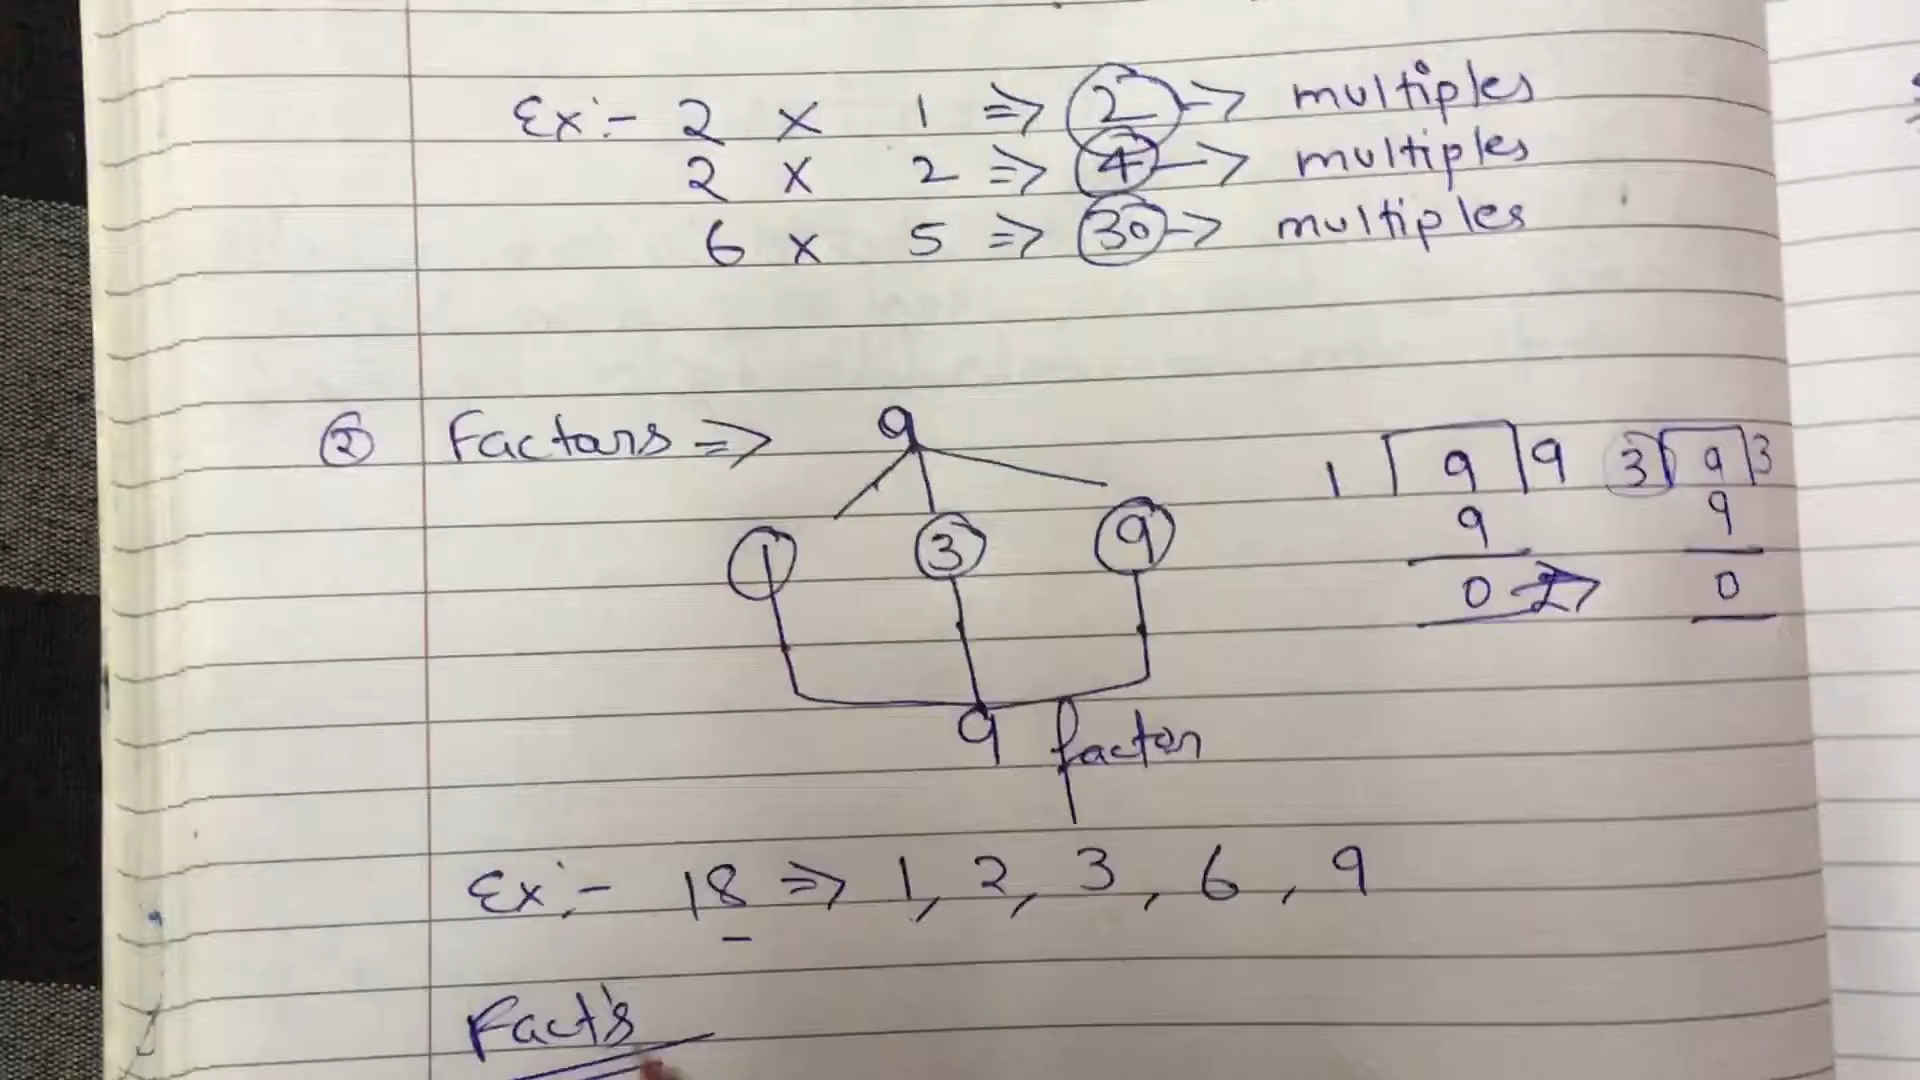 Ex:- 2 x 1 => 2 -> multiples
2 x 2 => 4 -> multiples
6 x 5 => 30 -> multiples
② Factors => 9
1 3 9
9 factor
1 9 9
9
0
3 9 3
9
0
Ex:- 18 => 1, 2, 3, 6, 9
Fact's